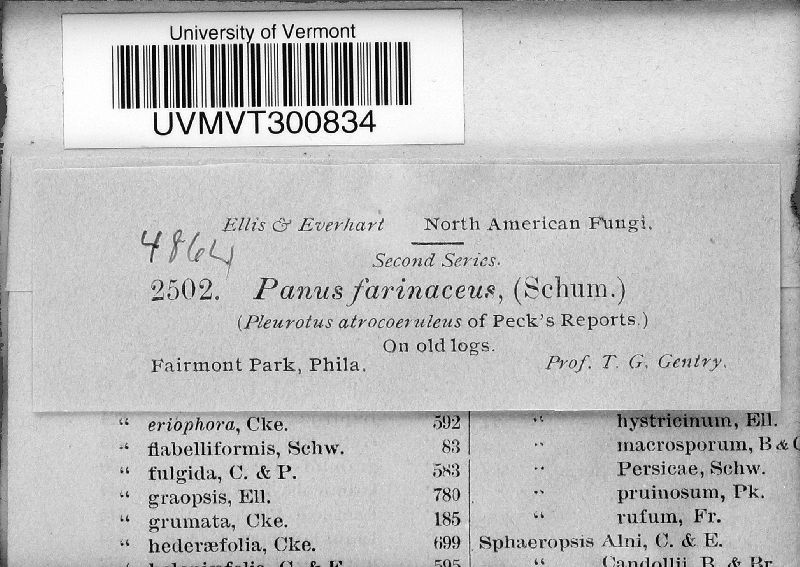 University of Vermont
UVMVT300834
Ellis & Everhart North American Fungi.
4864
Second Series.
2502. Panus farinaceus, (Schum.)
(Pleurotus atrocoeruleus of Peck's Reports.)
On old logs.
Fairmont Park, Phila. Prof. T. G. Gentry.
“ eriophora, Cke. 592
“ flabelliformis, Schw. 83
“ fulgida, C. & P. 583
“ graopsis, Ell. 780
“ grumata, Cke. 185
“ hederæfolia, Cke. 699
“ C. & E. 595
“ hystricinum, Ell.
“ macrosporum, B &
“ Persicae, Schw.
“ pruinosum, Pk.
“ rufum, Fr.
Sphaeropsis Alni, C. & E.
“ Candollii, B. & Br